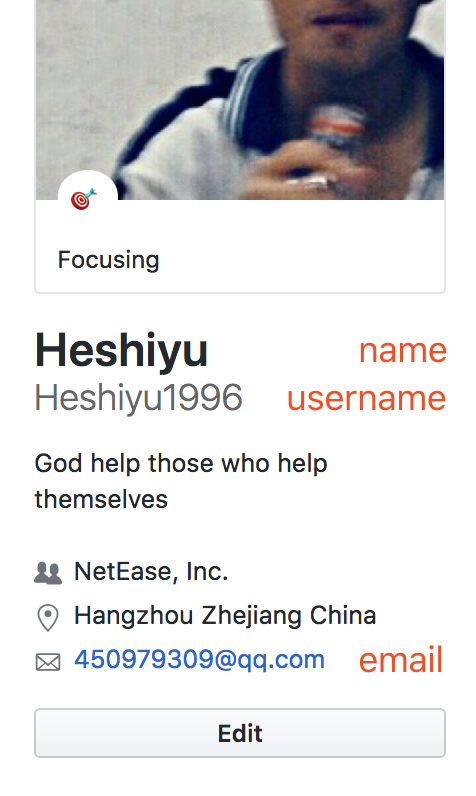 Focusing
Heshiyu name
Heshiyu1996 username
God help those who help
themselves
NetEase, Inc.
Hangzhou Zhejiang China
450979309@qq.com email
Edit